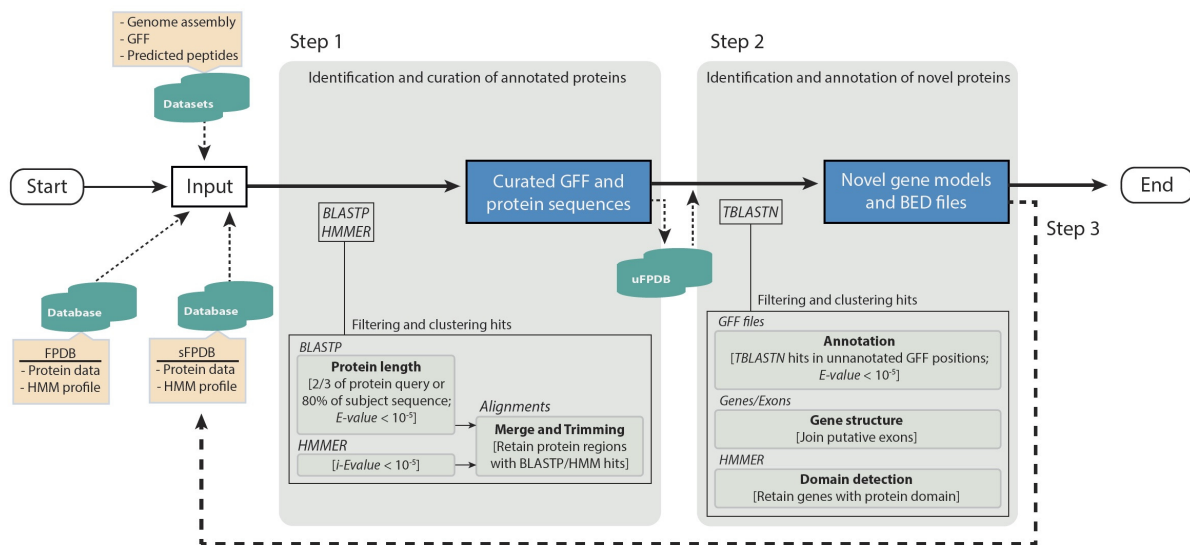 - Genome assembly
- GFF
- Predicted peptides
Datasets
Start
Input
Database
FPDB
- Protein data
- HMM profile
Database
sFPDB
- Protein data
- HMM profile
Step 1
Identification and curation of annotated proteins
Curated GFF and
protein sequences
BLASTP
HMMER
Filtering and clustering hits
BLASTP
Protein length
[2/3 of protein query or
80% of subject sequence;
E-value < 10⁻⁵]
HMMER
[i-Evalue < 10⁻⁵]
Alignments
Merge and Trimming
[Retain protein regions
with BLASTP/HMM hits]
uFPDB
Step 2
Identification and annotation of novel proteins
Novel gene models
and BED files
TBLASTN
Filtering and clustering hits
GFF files
Annotation
[TBLASTN hits in unnanotated GFF positions;
E-value < 10⁻⁵]
Genes/Exons
Gene structure
[Join putative exons]
HMMER
Domain detection
[Retain genes with protein domain]
End
Step 3